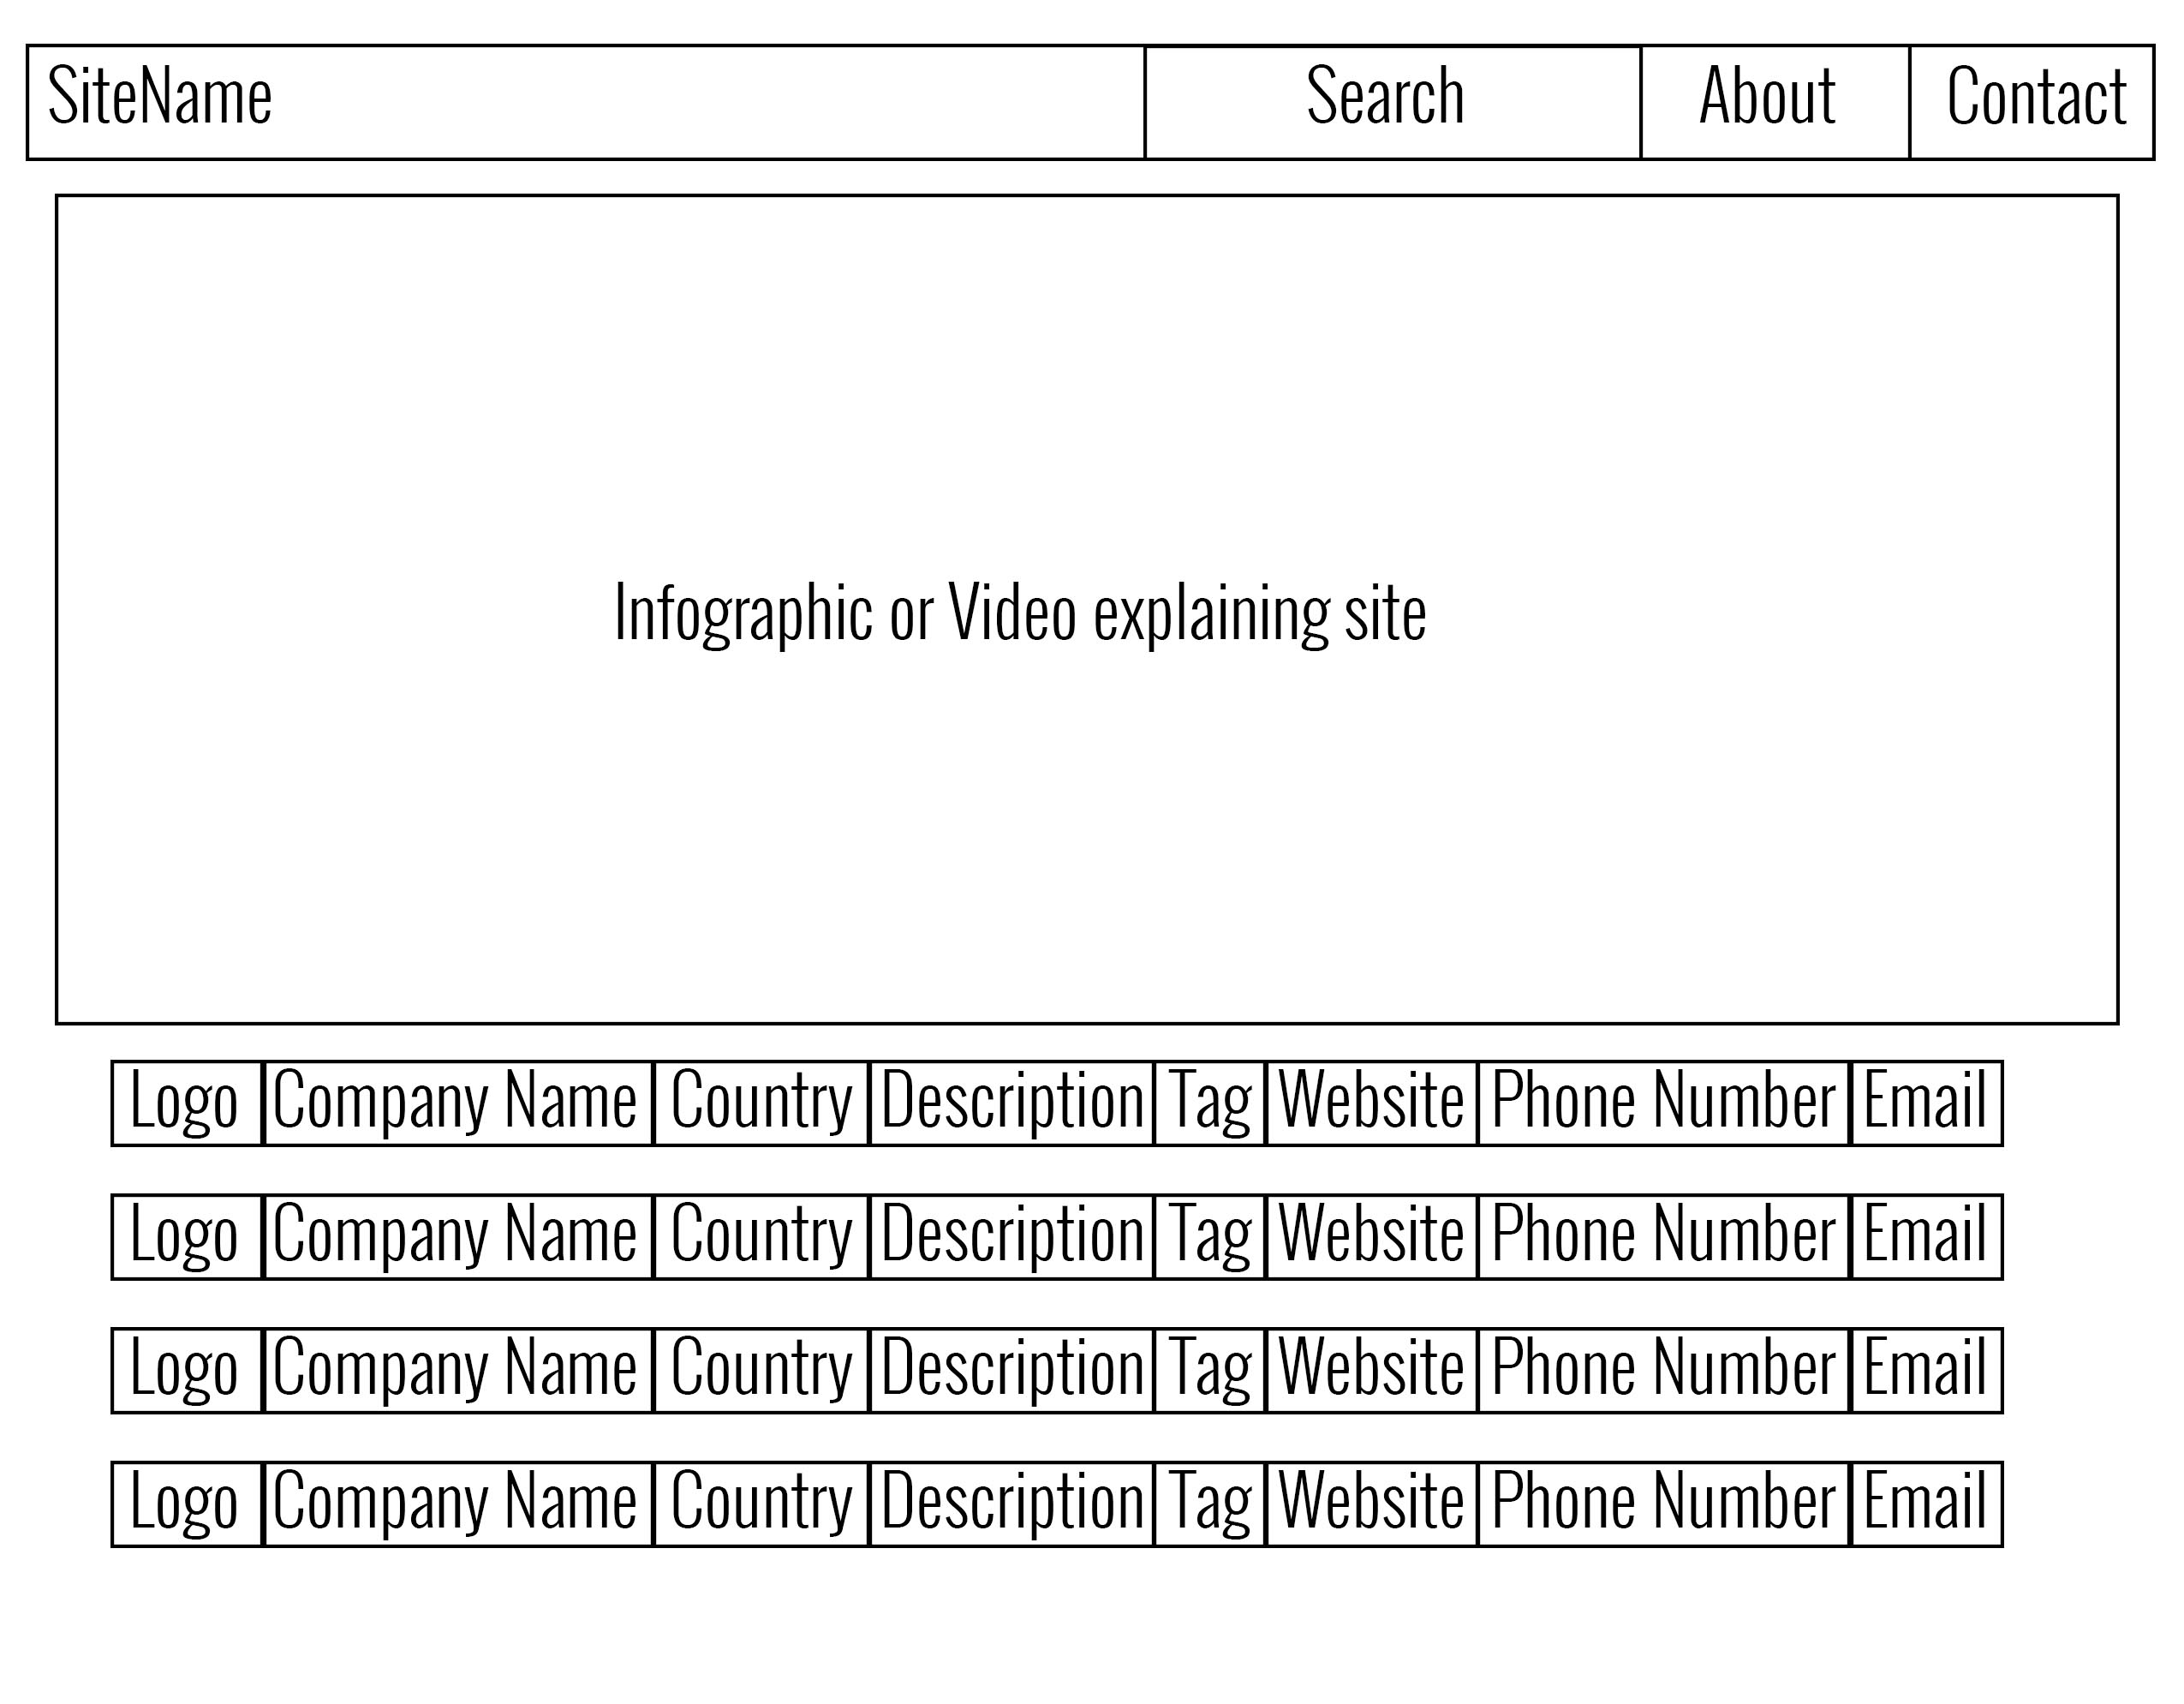 SiteName Search About Contact
Infographic or Video explaining site
Logo Company Name Country Description Tag Website Phone Number Email
Logo Company Name Country Description Tag Website Phone Number Email
Logo Company Name Country Description Tag Website Phone Number Email
Logo Company Name Country Description Tag Website Phone Number Email